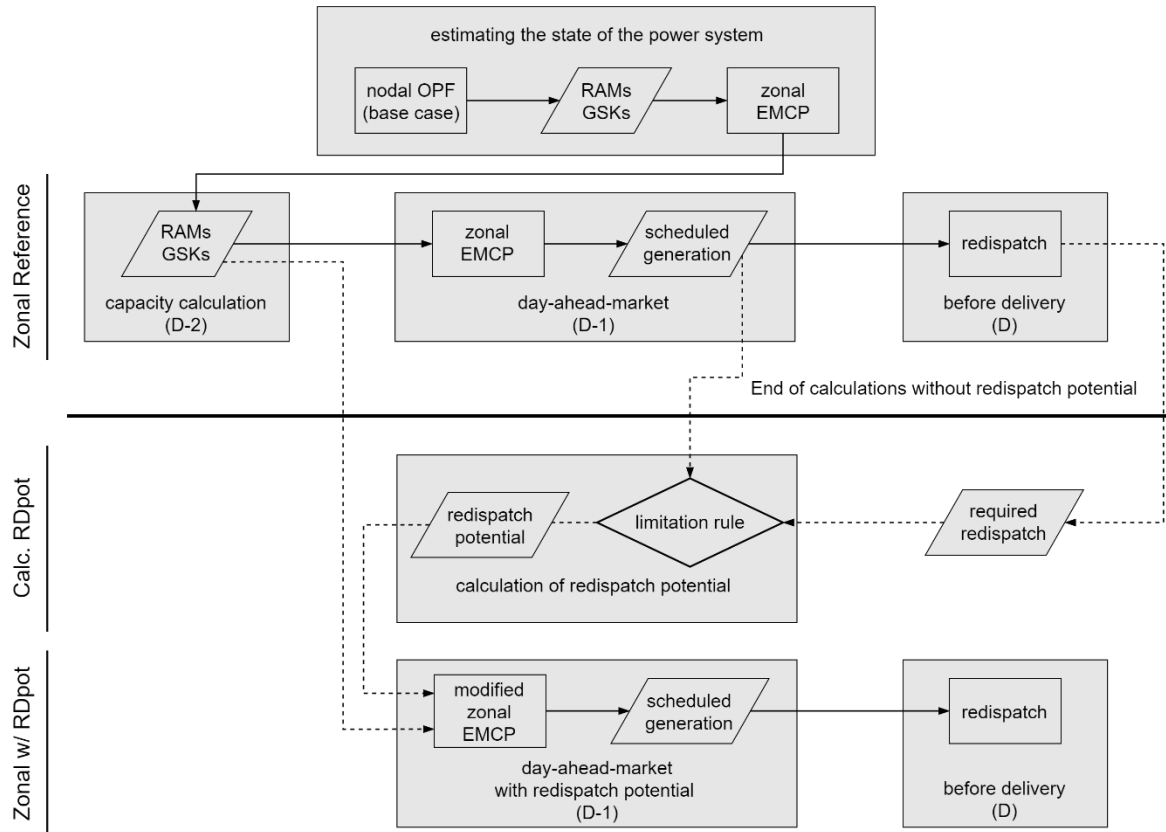 estimating the state of the power system
nodal OPF
(base case)
RAMs
GSKs
zonal
EMCP
Zonal Reference
RAMs
GSKs
capacity calculation
(D-2)
zonal
EMCP
scheduled
generation
day-ahead-market
(D-1)
redispatch
before delivery
(D)
End of calculations without redispatch potential
Calc. RDpot
redispatch
potential
limitation rule
calculation of redispatch potential
required
redispatch
Zonal w/ RDpot
modified
zonal
EMCP
scheduled
generation
day-ahead-market
with redispatch potential
(D-1)
redispatch
before delivery
(D)